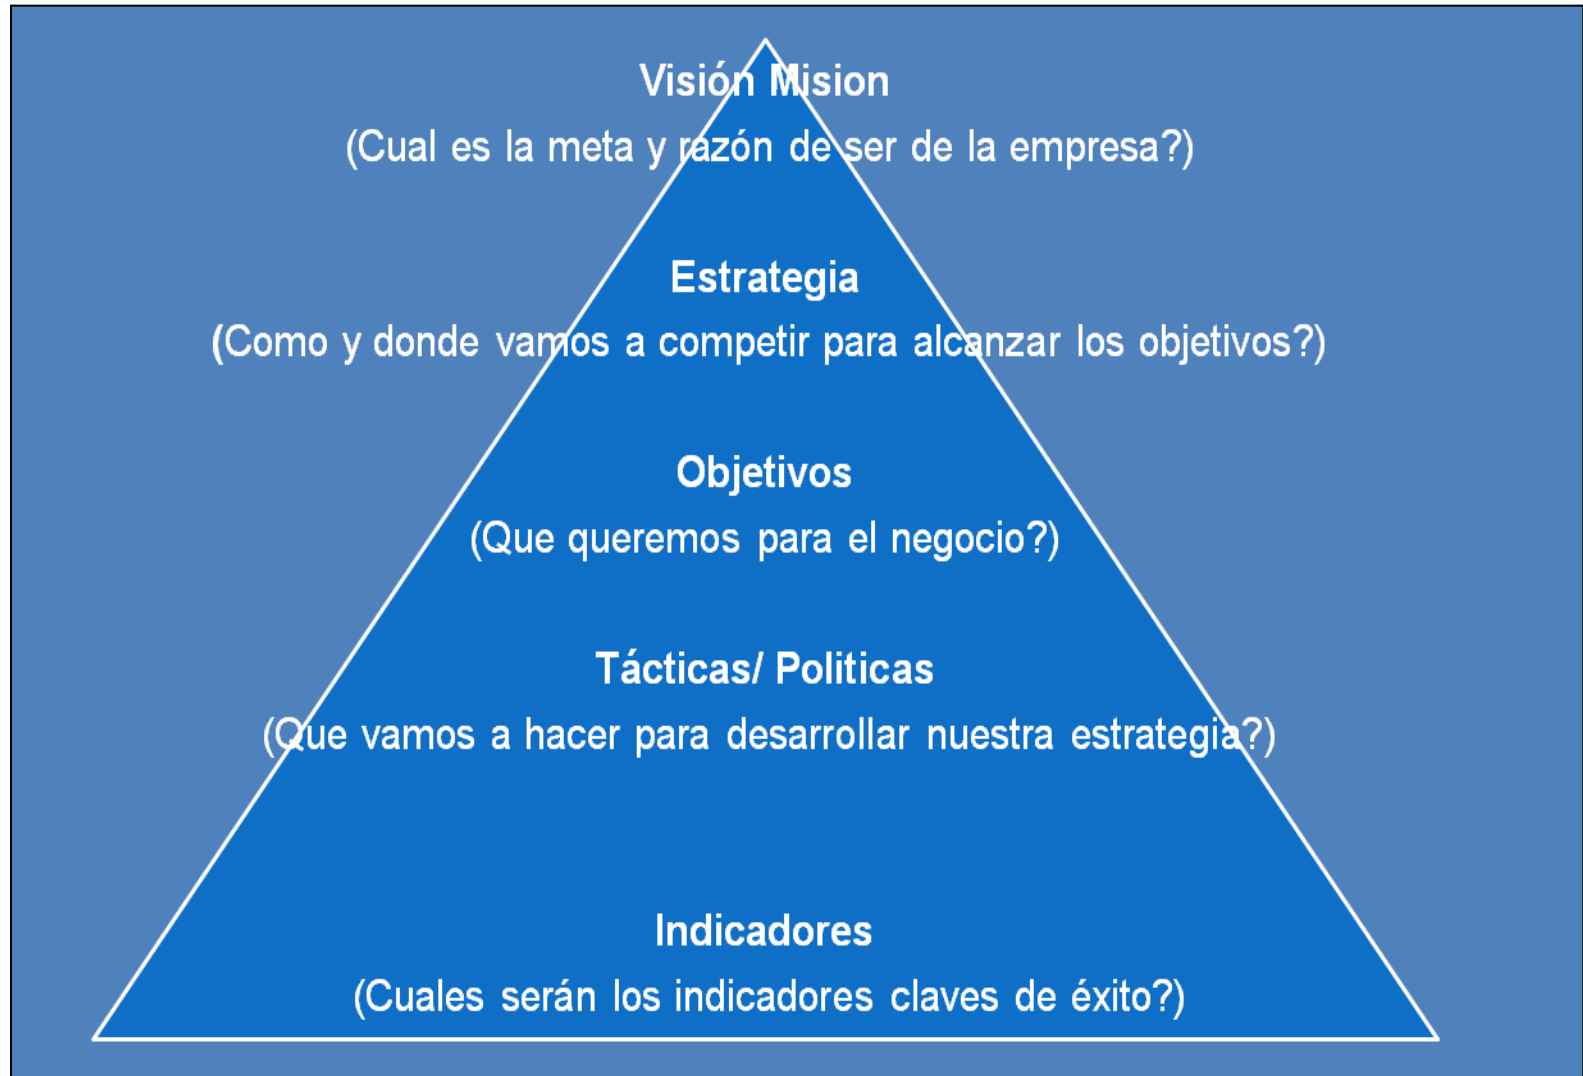 Visión Mision
(Cual es la meta y razón de ser de la empresa?)
Estrategia
(Como y donde vamos a competir para alcanzar los objetivos?)
Objetivos
(Que queremos para el negocio?)
Tácticas/ Politicas
(Que vamos a hacer para desarrollar nuestra estrategia?)
Indicadores
(Cuales serán los indicadores claves de éxito?)